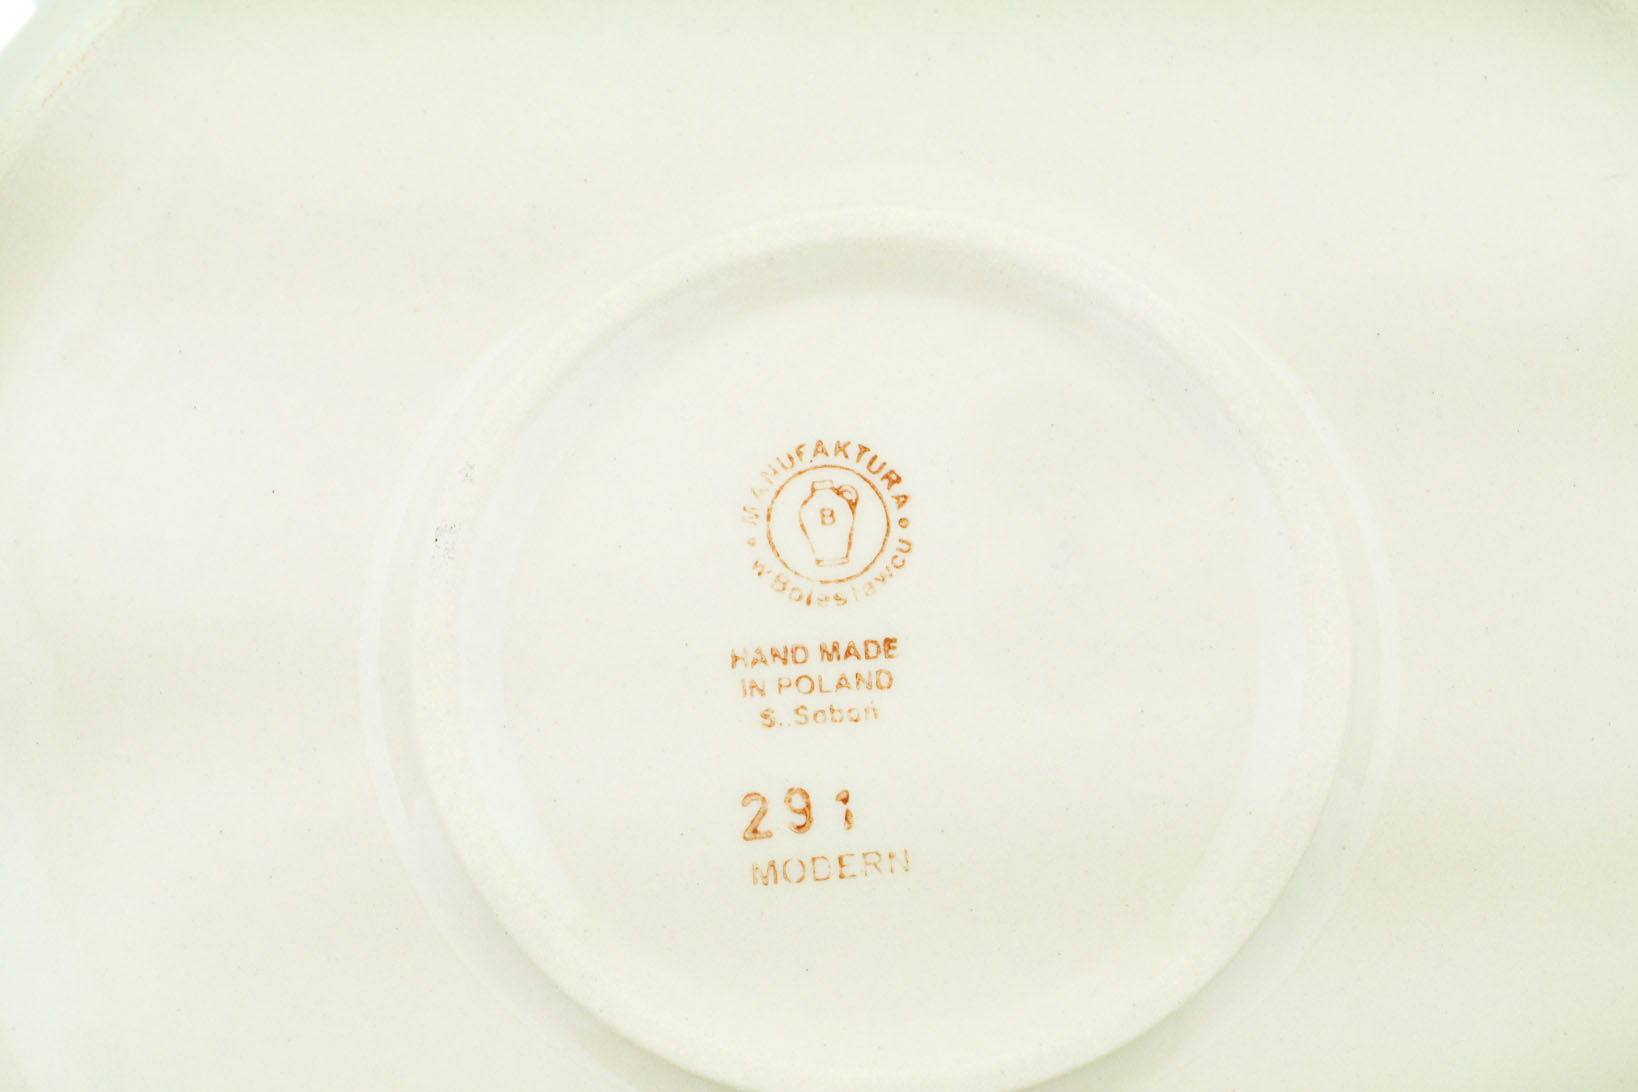 MANUFAKTURA
B
w Bolesławcu
HAND MADE
IN POLAND
S. Soboń
291
MODERN